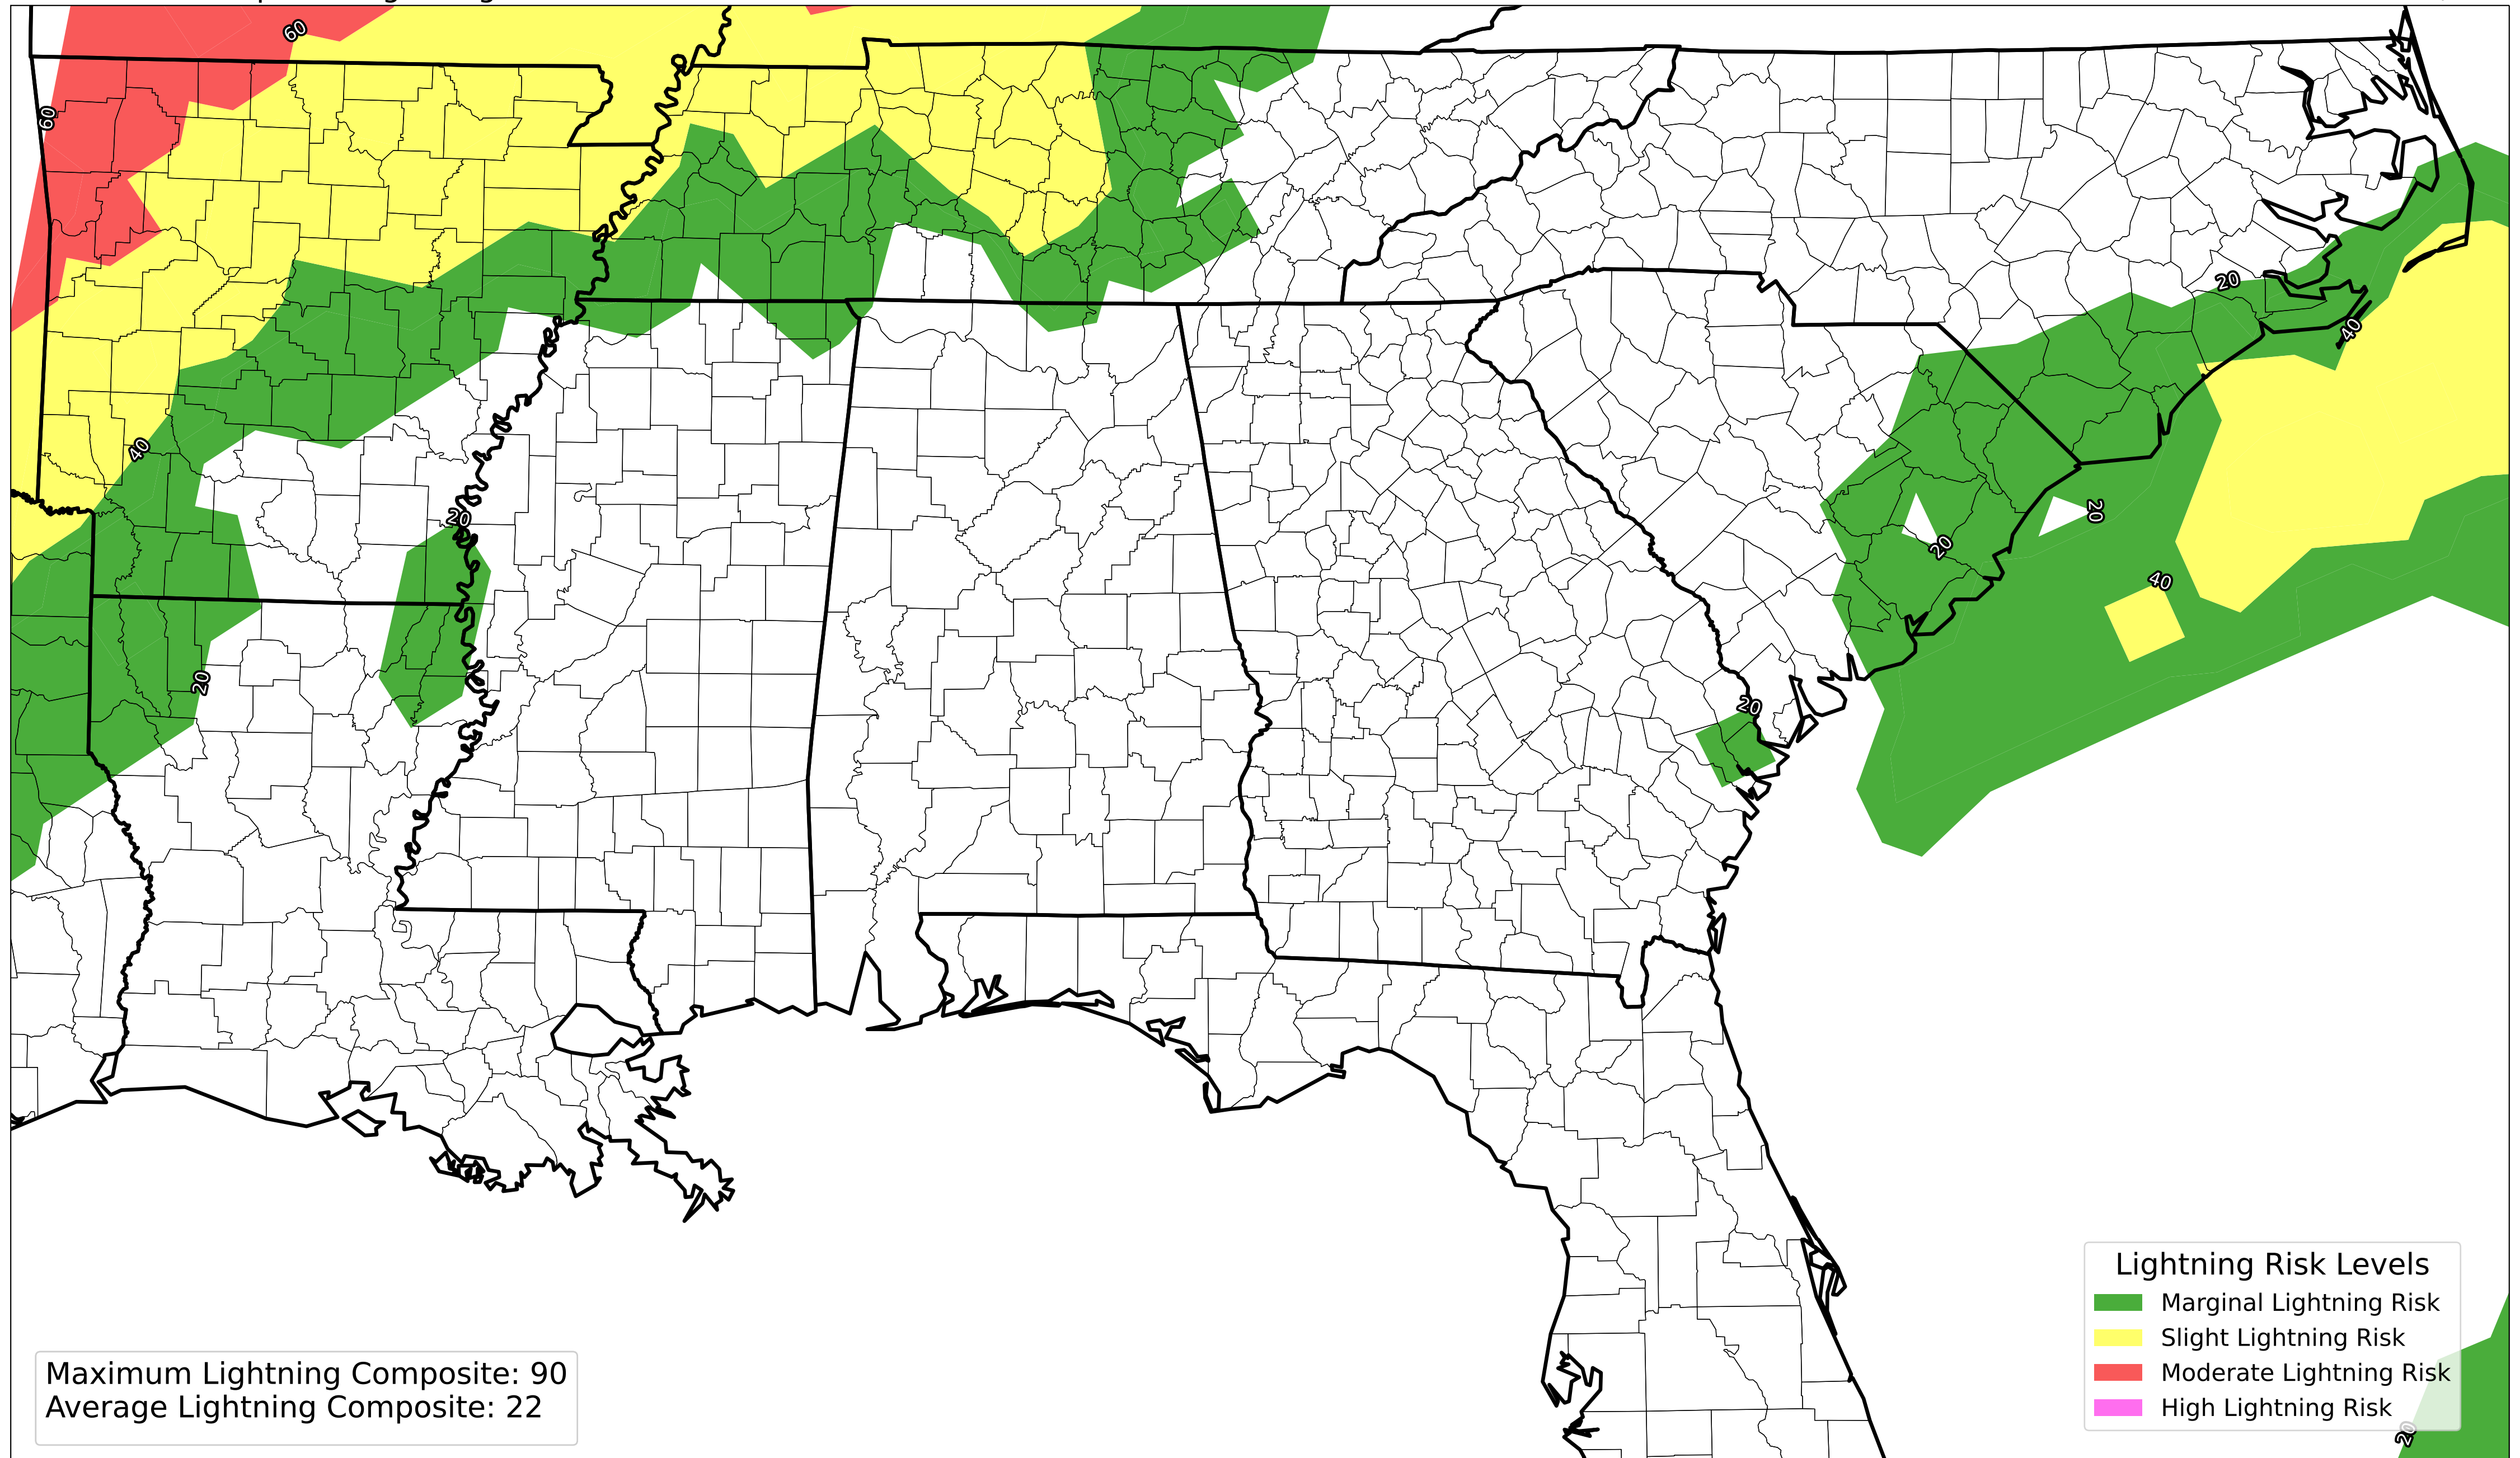 60
60
20
40
40
20
20
20
40
20
20
Lightning Risk Levels
Marginal Lightning Risk
Slight Lightning Risk
Moderate Lightning Risk
High Lightning Risk
Maximum Lightning Composite: 90
Average Lightning Composite: 22
20